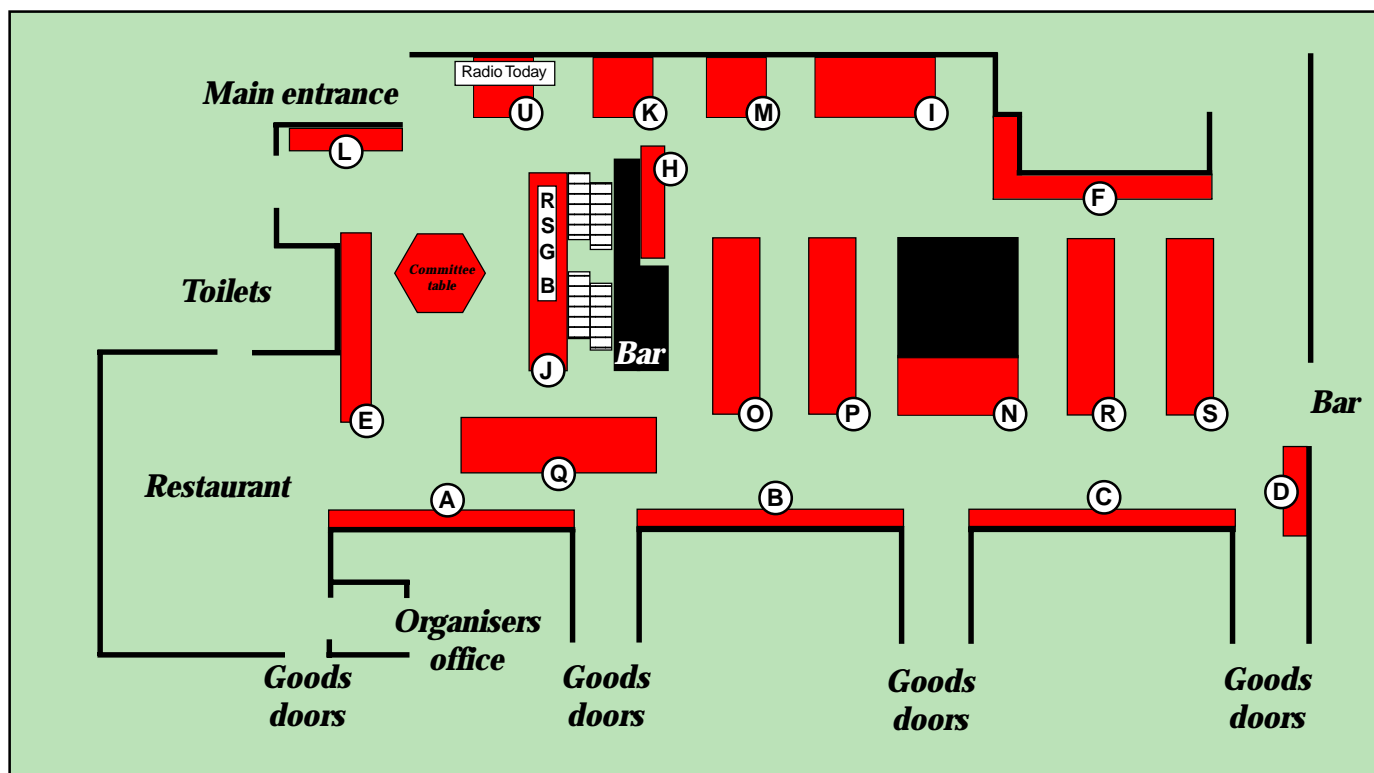 Radio Today
Main entrance
U
K
M
I
L
H
R
S
G
B
F
Committee
table
Toilets
Bar
J
E
O
P
N
R
S
Bar
Q
Restaurant
A
B
C
D
Organisers
office
Goods
doors
Goods
doors
Goods
doors
Goods
doors